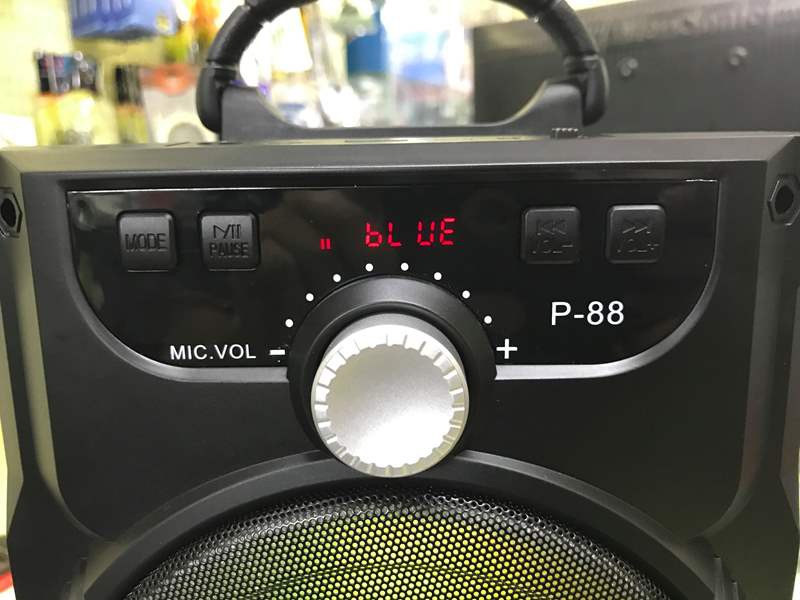 MODE
PAUSE
bLUE
VOL-
VOL+
P-88
MIC.VOL - +